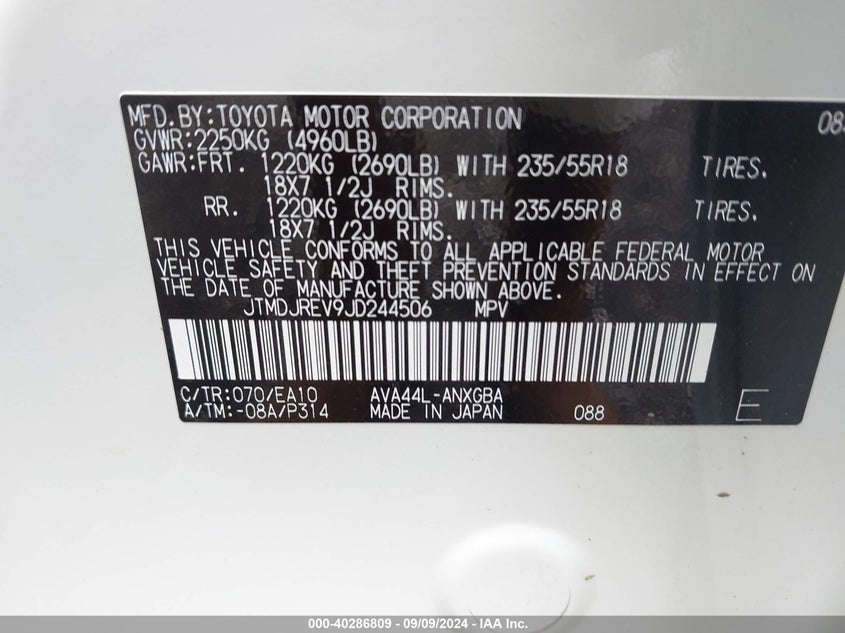 MFD.BY:TOYOTA MOTOR CORPORATION
GVWR:2250KG (4960LB)
GAWR:FRT. 1220KG (2690LB) WITH 235/55R18 TIRES.
18X7 1/2J RIMS.
RR. 1220KG (2690LB) WITH 235/55R18 TIRES.
18X7 1/2J RIMS.
THIS VEHICLE CONFORMS TO ALL APPLICABLE FEDERAL MOTOR
VEHICLE SAFETY AND THEFT PREVENTION STANDARDS IN EFFECT ON
THE DATE OF MANUFACTURE SHOWN ABOVE.
JTMDJREV9JD244506 MPV
C/TR:070/EA10 AVA44L-ANXGBA
A/TM:-08A/P314 MADE IN JAPAN 088 E
000-40286809 - 09/09/2024 - IAA Inc.